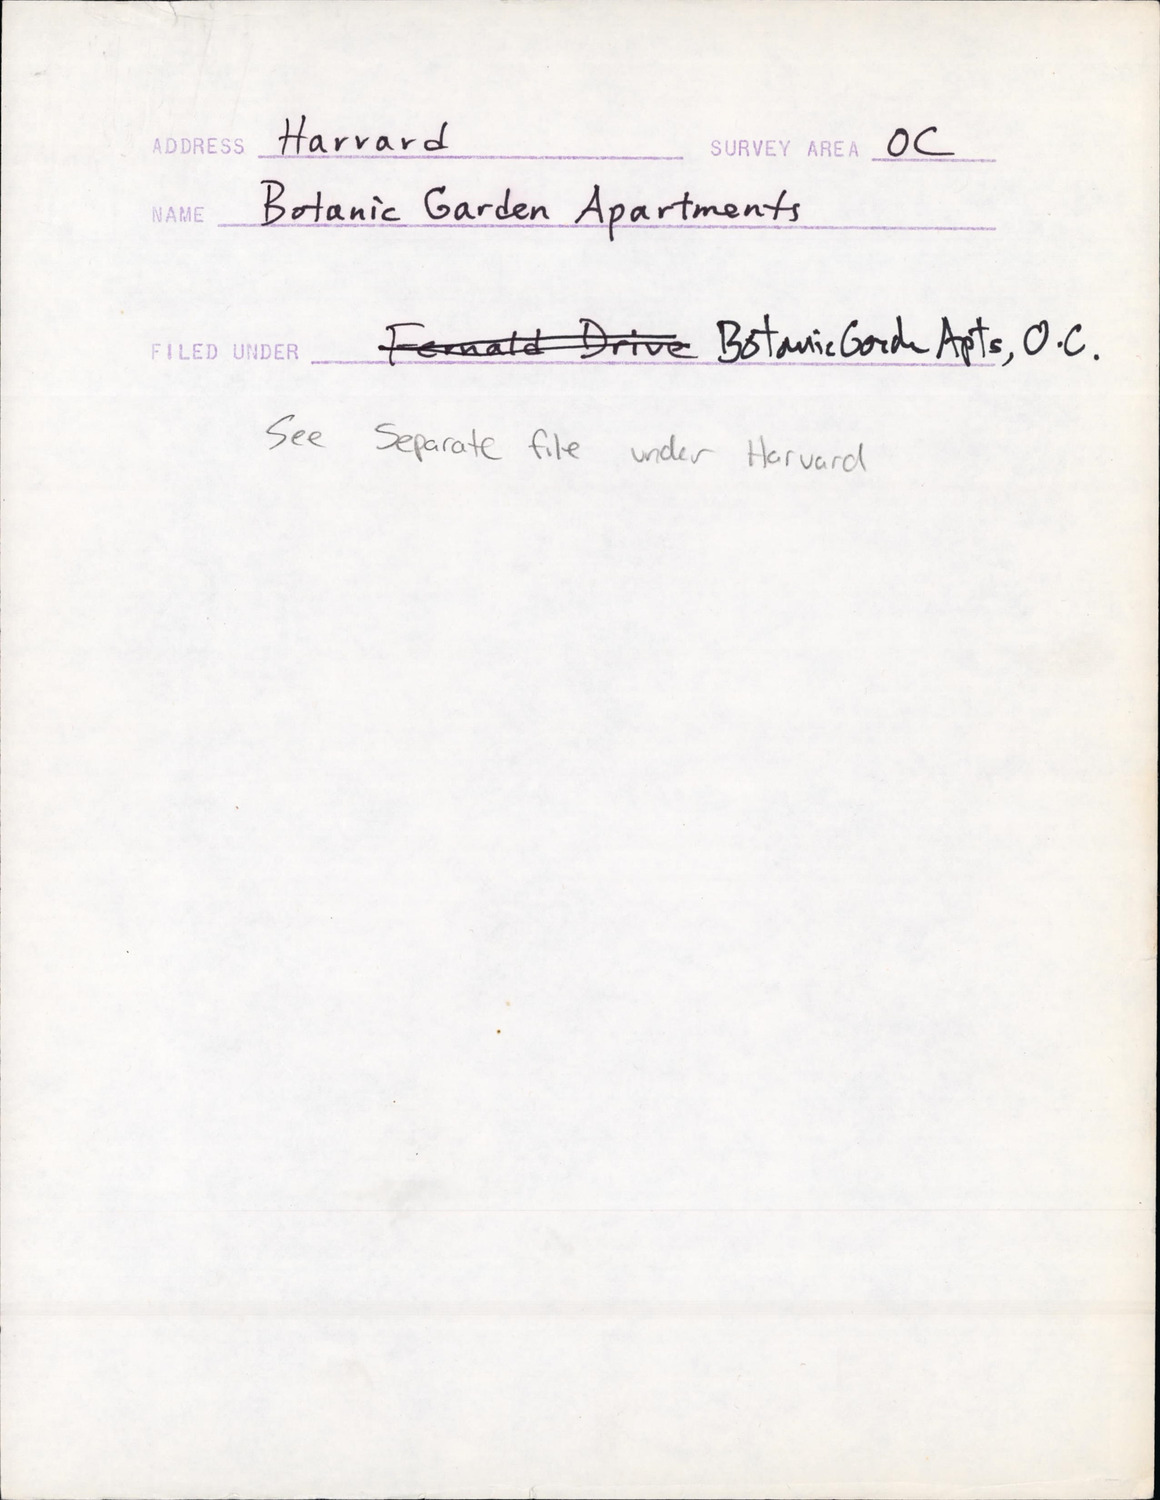 ADDRESS Harvard SURVEY AREA OC
NAME Botanic Garden Apartments
FILED UNDER Fernald Drive Botanic Garden Apts, O.C.
See Separate file under Harvard